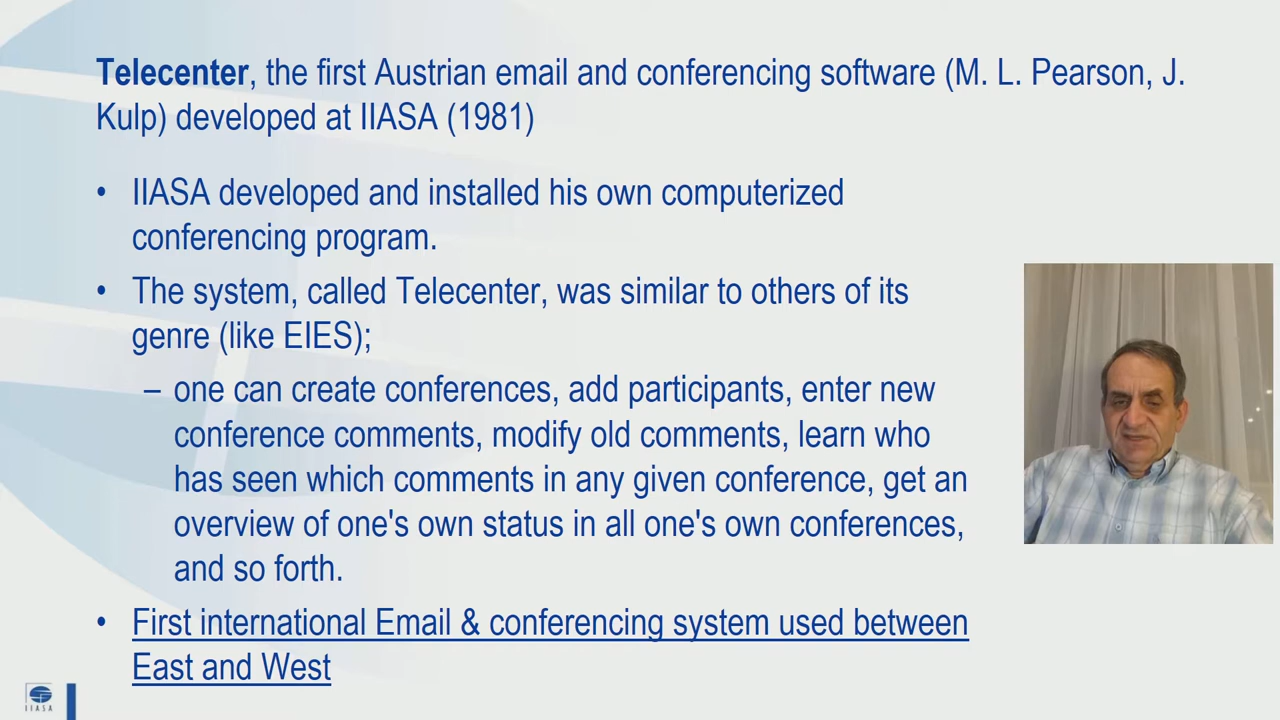 Telecenter, the first Austrian email and conferencing software (M. L. Pearson, J.
Kulp) developed at IIASA (1981)
• IIASA developed and installed his own computerized
conferencing program.
• The system, called Telecenter, was similar to others of its
genre (like EIES);
– one can create conferences, add participants, enter new
conference comments, modify old comments, learn who
has seen which comments in any given conference, get an
overview of one's own status in all one's own conferences,
and so forth.
• First international Email & conferencing system used between
East and West
IIASA